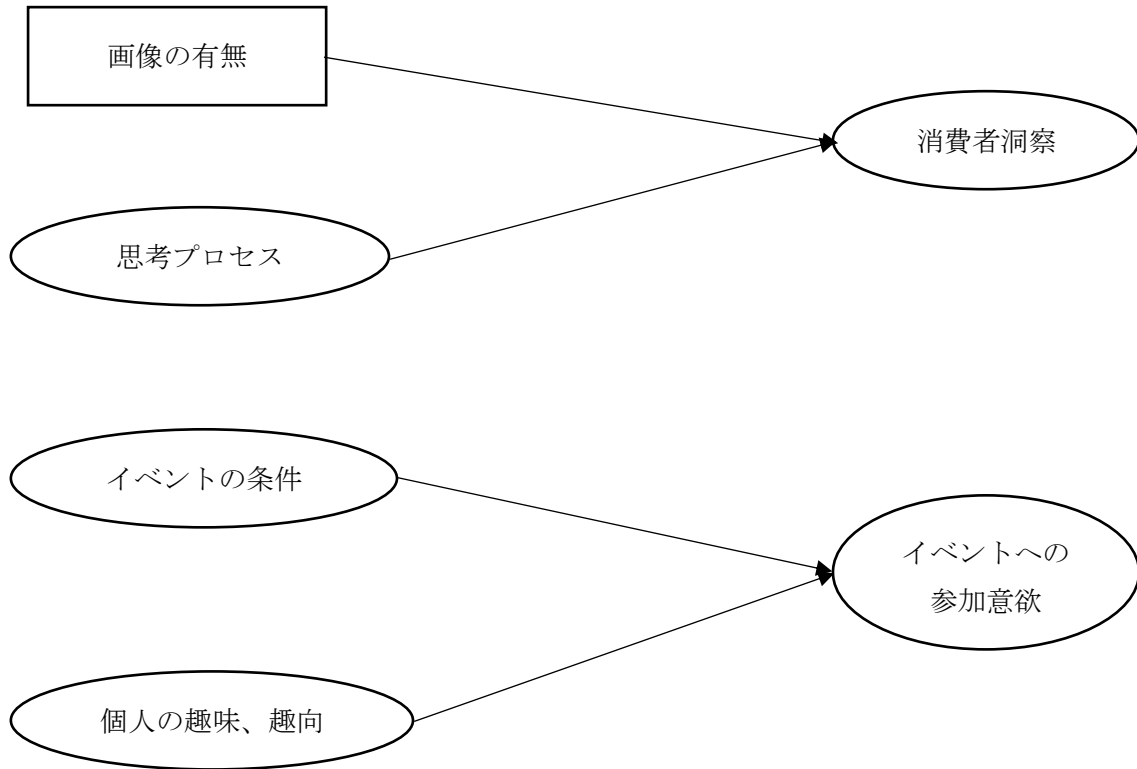 画像の有無
消費者洞察
思考プロセス
イベントの条件
イベントへの
参加意欲
個人の趣味、趣向